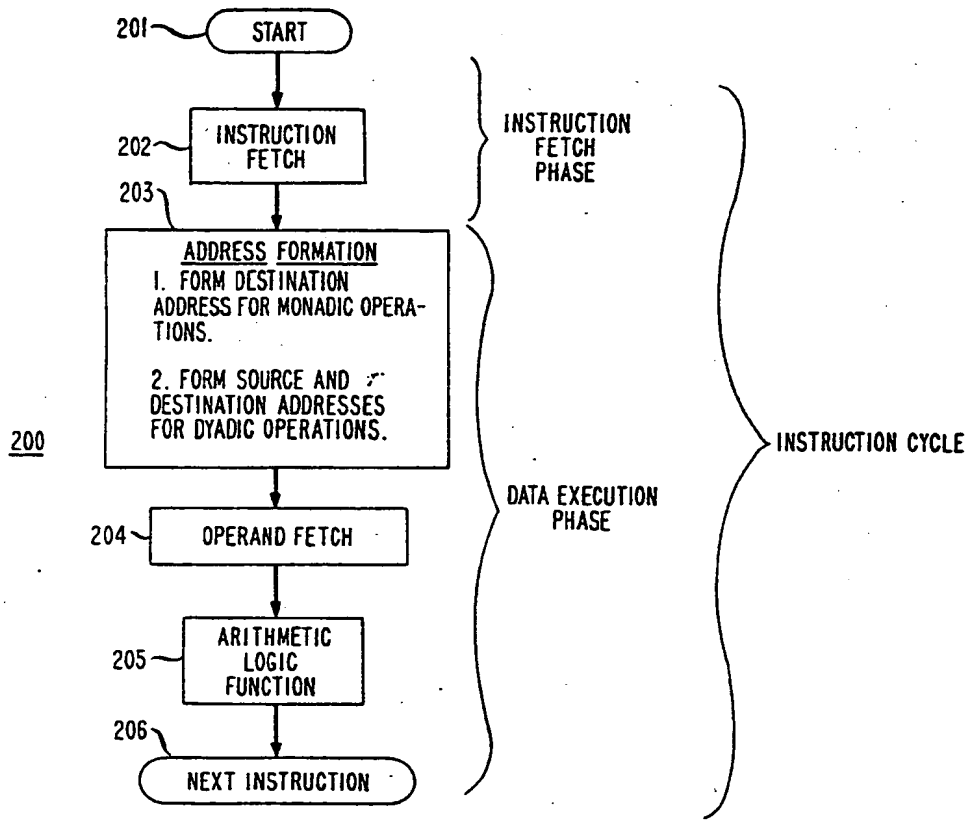 201
START
202
INSTRUCTION
FETCH
INSTRUCTION
FETCH
PHASE
203
ADDRESS FORMATION
1. FORM DESTINATION
ADDRESS FOR MONADIC OPERA-
TIONS.
2. FORM SOURCE AND
DESTINATION ADDRESSES
FOR DYADIC OPERATIONS.
200
INSTRUCTION CYCLE
DATA EXECUTION
PHASE
204
OPERAND FETCH
205
ARITHMETIC
LOGIC
FUNCTION
206
NEXT INSTRUCTION